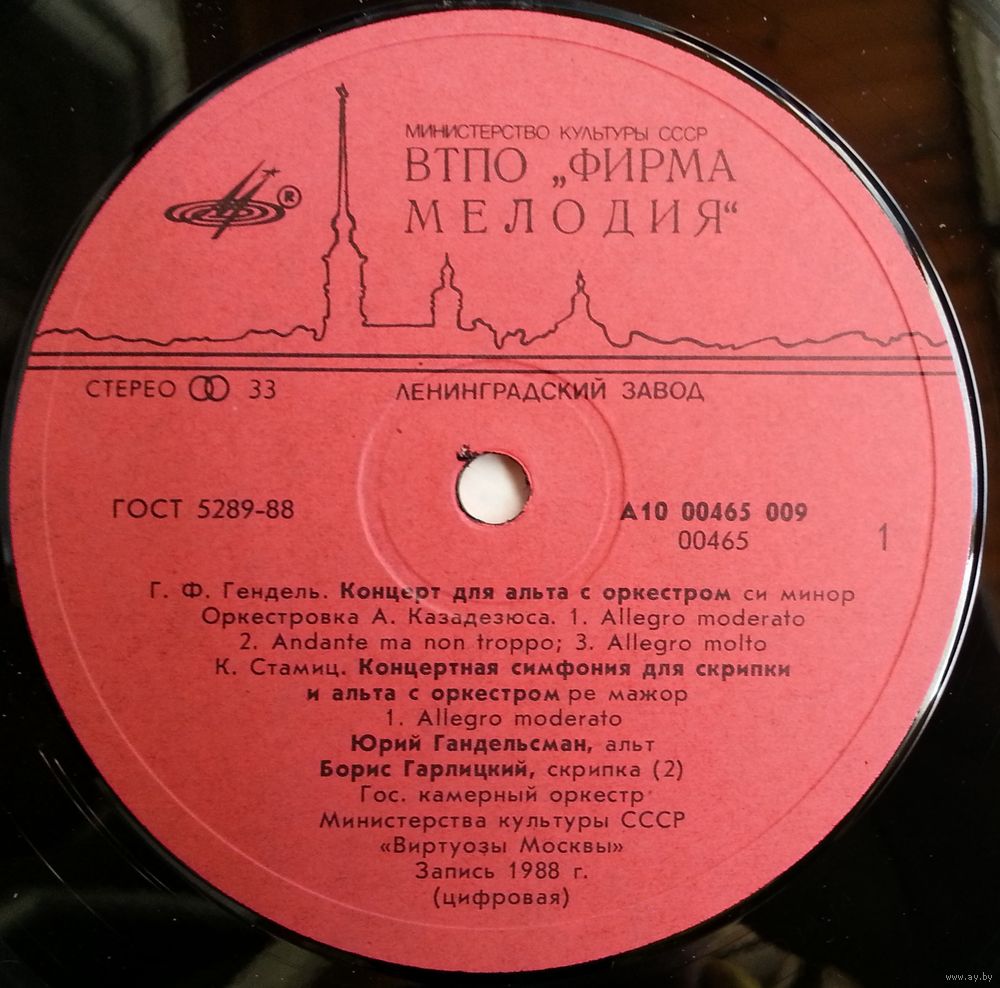 МИНИСТЕРСТВО КУЛЬТУРЫ СССР
ВТПО „ФИРМА
МЕЛОДИЯ“
®
СТЕРЕО 33
ЛЕНИНГРАДСКИЙ ЗАВОД
ГОСТ 5289-88
А10 00465 009
00465
1
Г. Ф. Гендель. Концерт для альта с оркестром си минор
Оркестровка А. Казадезюса. 1. Allegro moderato
2. Andante ma non troppo; 3. Allegro molto
К. Стамиц. Концертная симфония для скрипки
и альта с оркестром ре мажор
1. Allegro moderato
Юрий Гандельсман, альт
Борис Гарлицкий, скрипка (2)
Гос. камерный оркестр
Министерства культуры СССР
«Виртуозы Москвы»
Запись 1988 г.
(цифровая)
www.ay.by